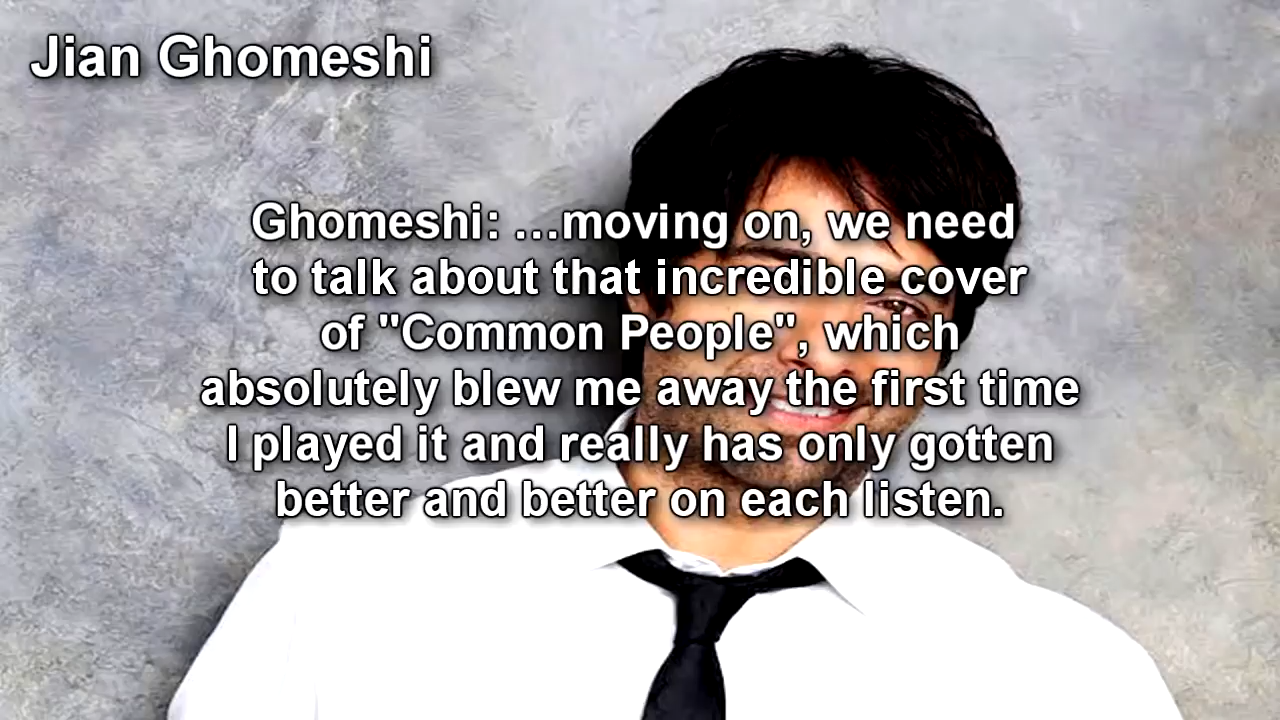 Jian Ghomeshi
Ghomeshi: ...moving on, we need
to talk about that incredible cover
of "Common People", which
absolutely blew me away the first time
I played it and really has only gotten
better and better on each listen.